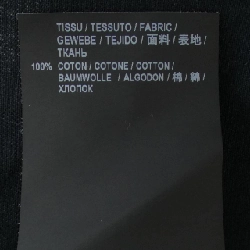 TISSU / TESSUTO / FABRIC /
GEWEBE / TEJIDO / 面料 / 表地 /
ТКАНЬ
100% COTON / COTONE / COTTON /
BAUMWOLLE / ALGODON / 棉 / 綿 /
ХЛОПОК